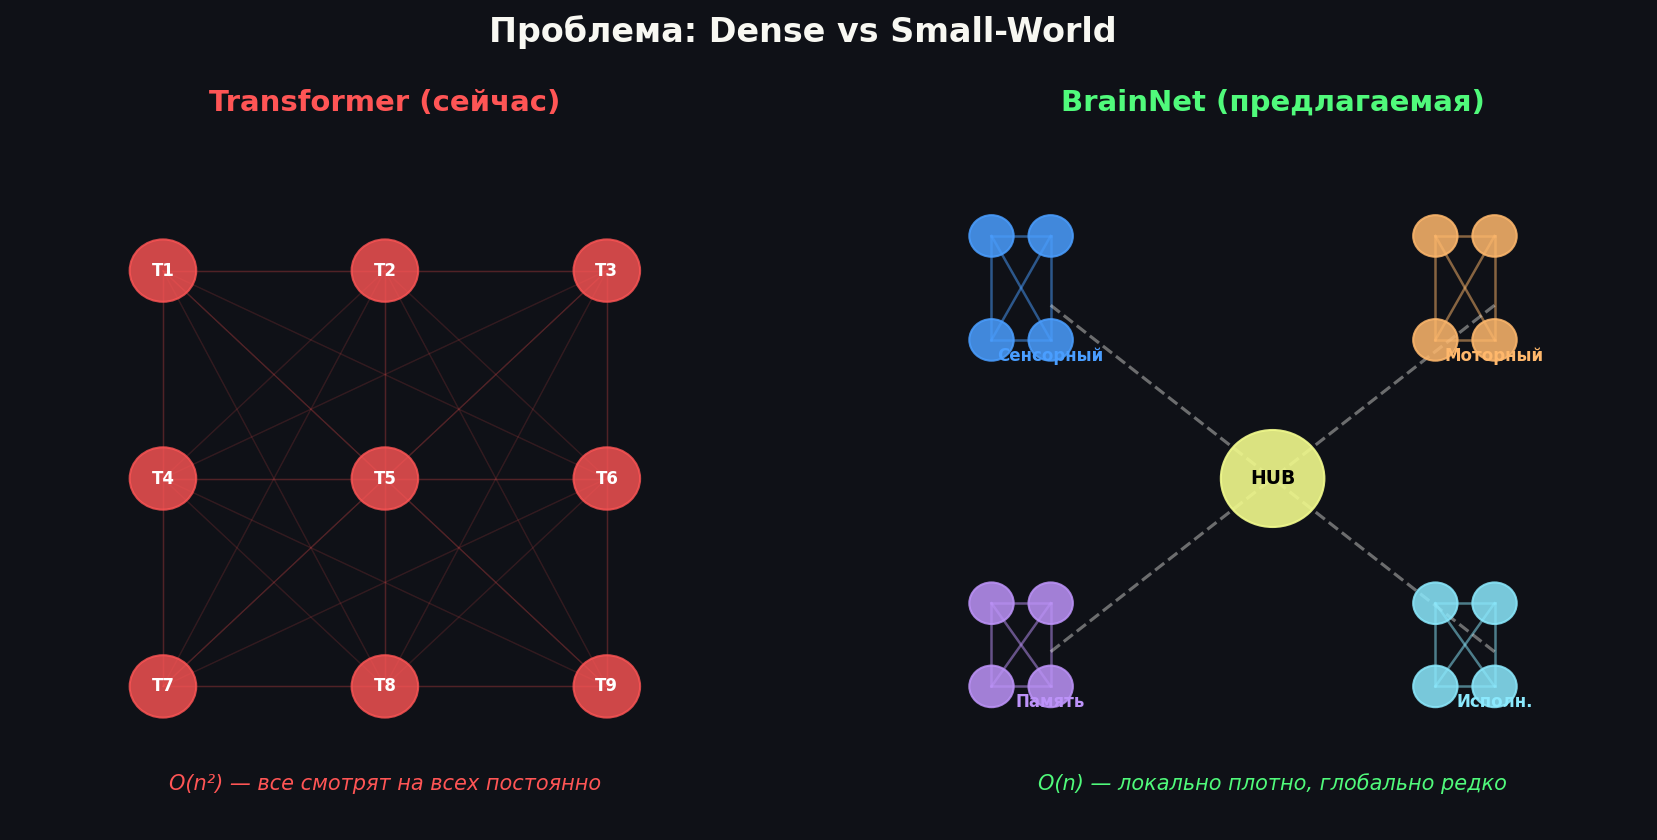 Проблема: Dense vs Small-World
Transformer (сейчас)
T1
T2
T3
T4
T5
T6
T7
T8
T9
O(n²) — все смотрят на всех постоянно
BrainNet (предлагаемая)
Сенсорный
Моторный
HUB
Память
Исполн.
O(n) — локально плотно, глобально редко